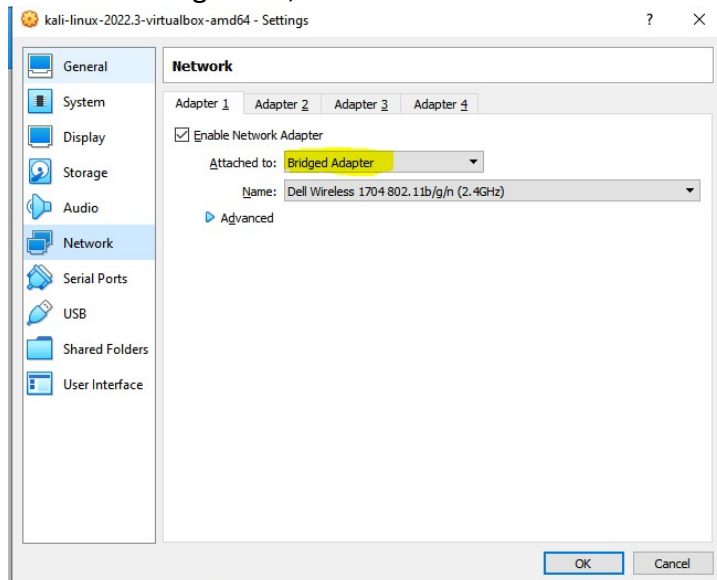 kali-linux-2022.3-virtualbox-amd64 - Settings ? ×
General
System
Display
Storage
Audio
Network
Serial Ports
USB
Shared Folders
User Interface
Network
Adapter 1 Adapter 2 Adapter 3 Adapter 4
Enable Network Adapter
Attached to: Bridged Adapter
Name: Dell Wireless 1704 802.11b/g/n (2.4GHz)
Advanced
OK Cancel